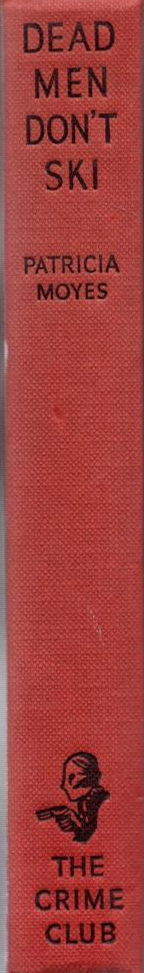 DEAD
MEN
DON'T
SKI
PATRICIA
MOYES
THE
CRIME
CLUB